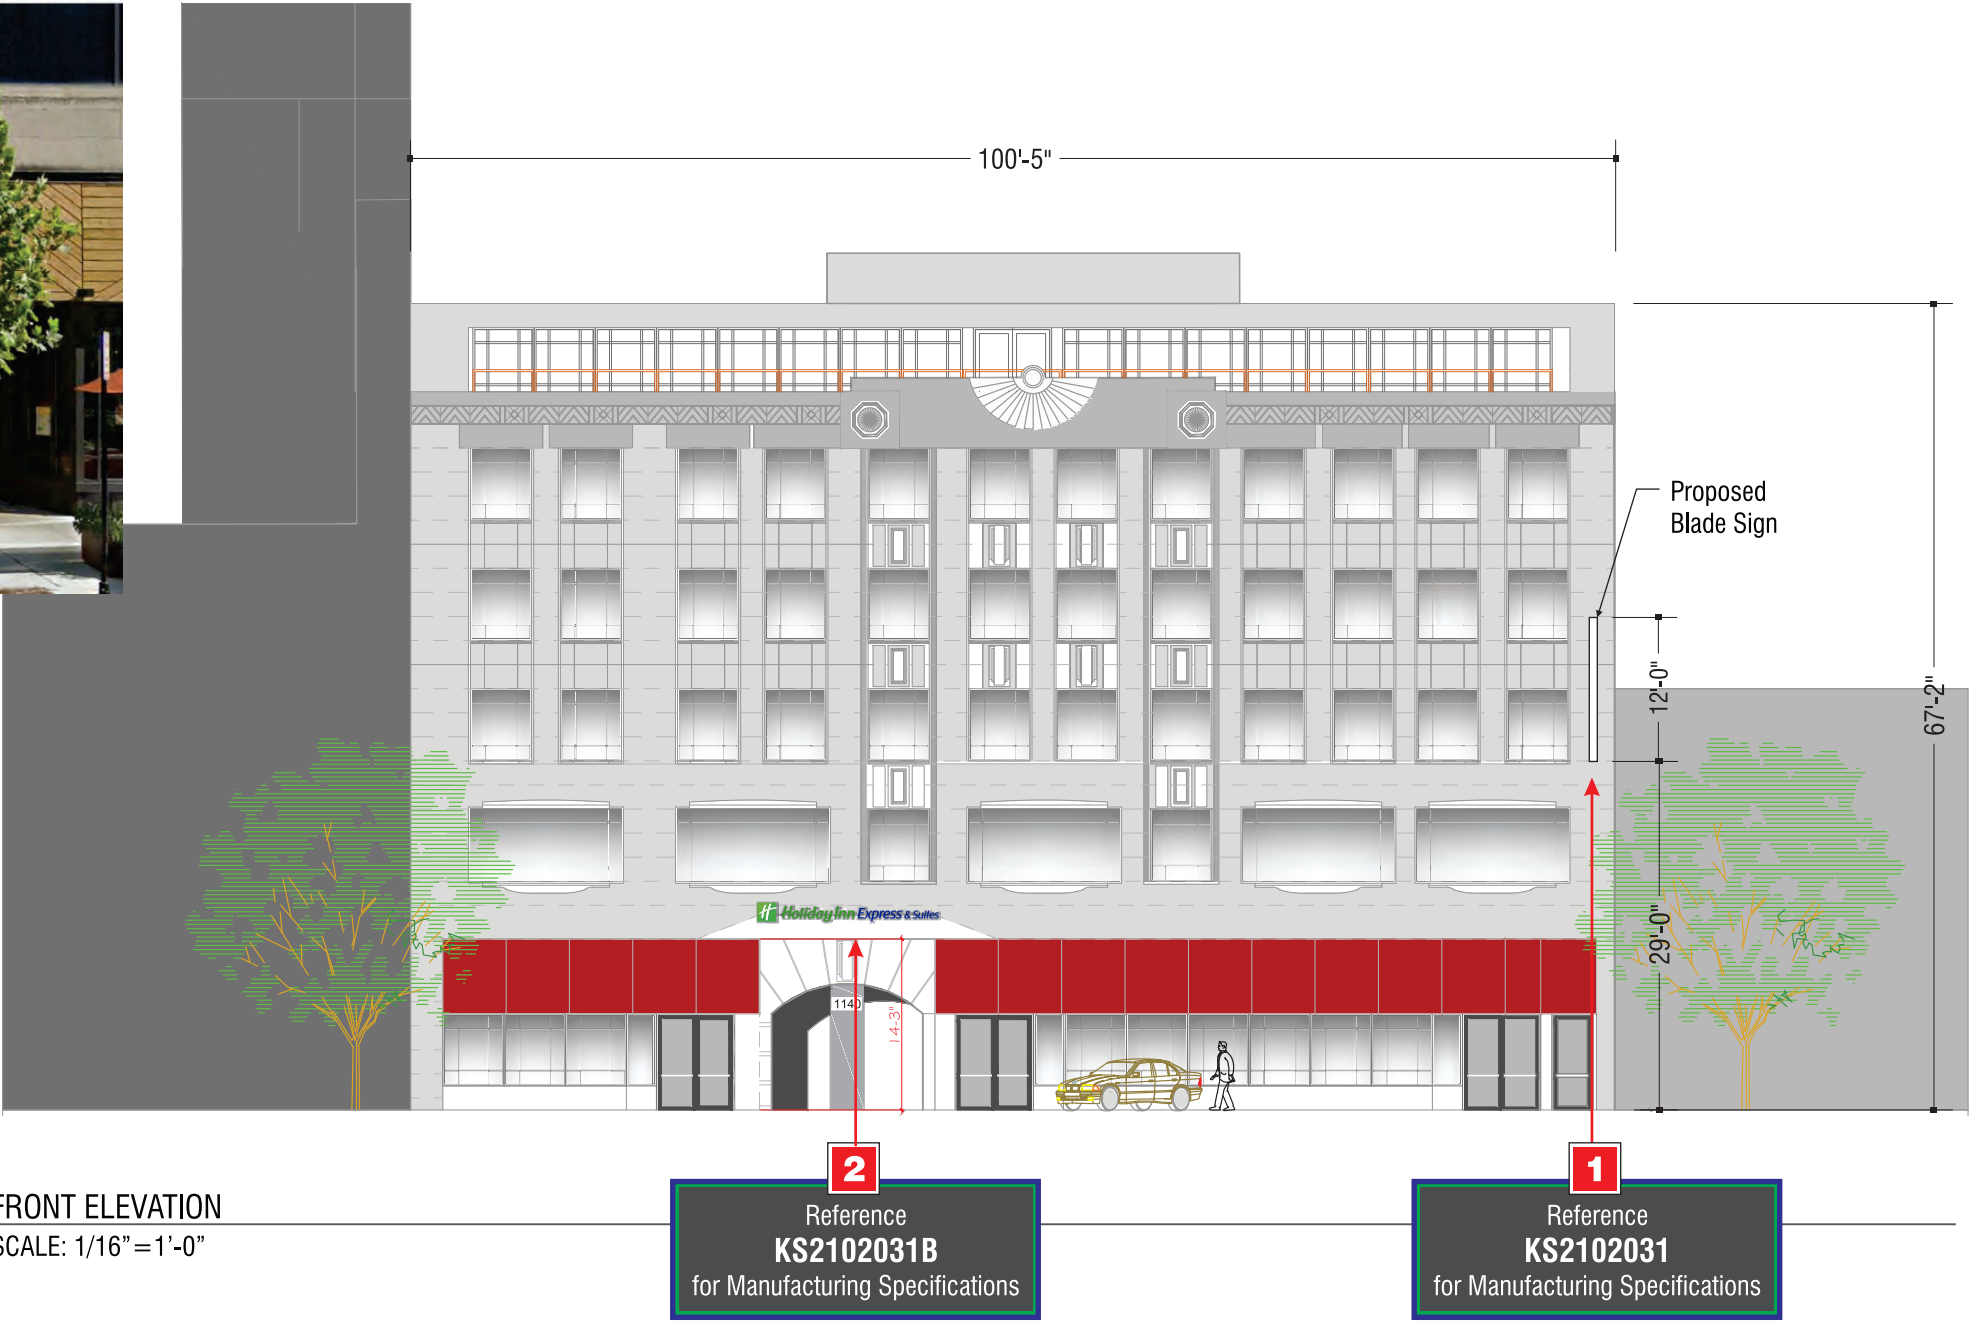 100'-5"
Proposed
Blade Sign
12'-0"
67'-2"
29'-0"
H Holiday Inn Express & Suites
1140
14'-3"
2
1
FRONT ELEVATION
SCALE: 1/16”=1’-0”
Reference
KS2102031B
for Manufacturing Specifications
Reference
KS2102031
for Manufacturing Specifications